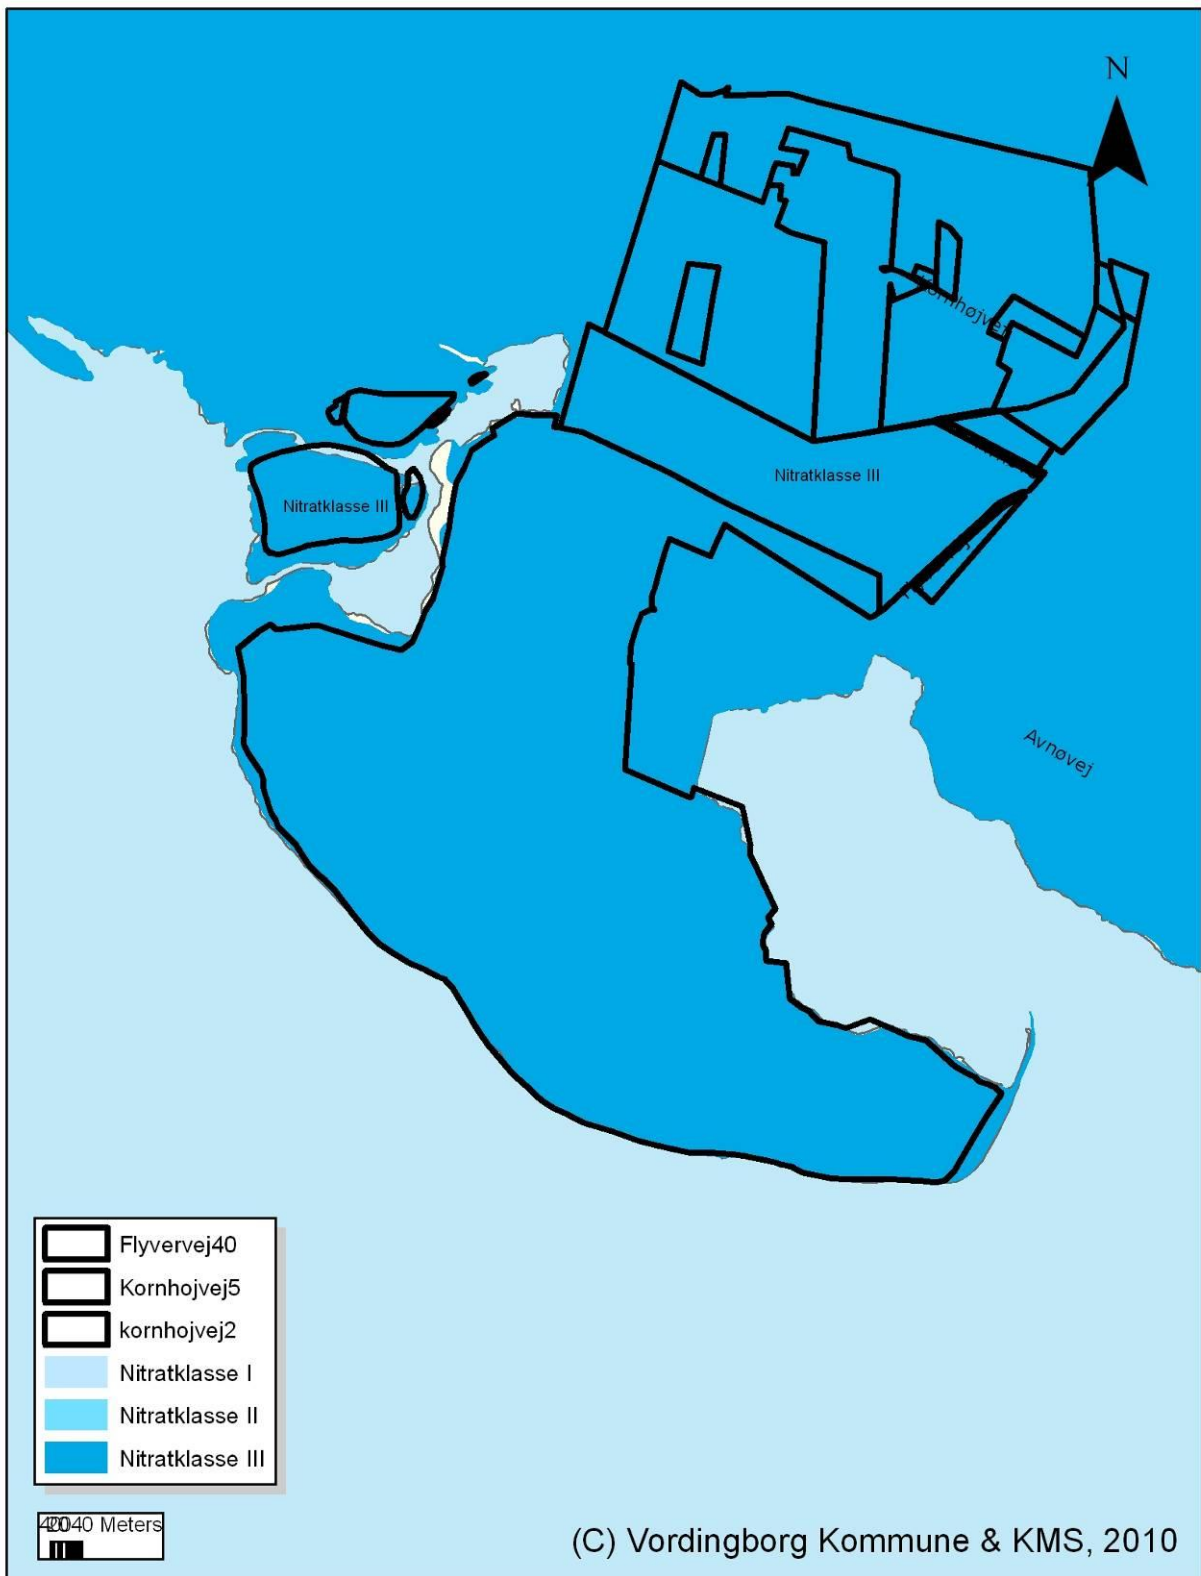 N
Kornhøjvej
Nitratklasse III
Nitratklasse III
Avnøvej
Flyvervej40
Kornhojvej5
kornhojvej2
Nitratklasse I
Nitratklasse II
Nitratklasse III
Meters
(C) Vordingborg Kommune & KMS, 2010